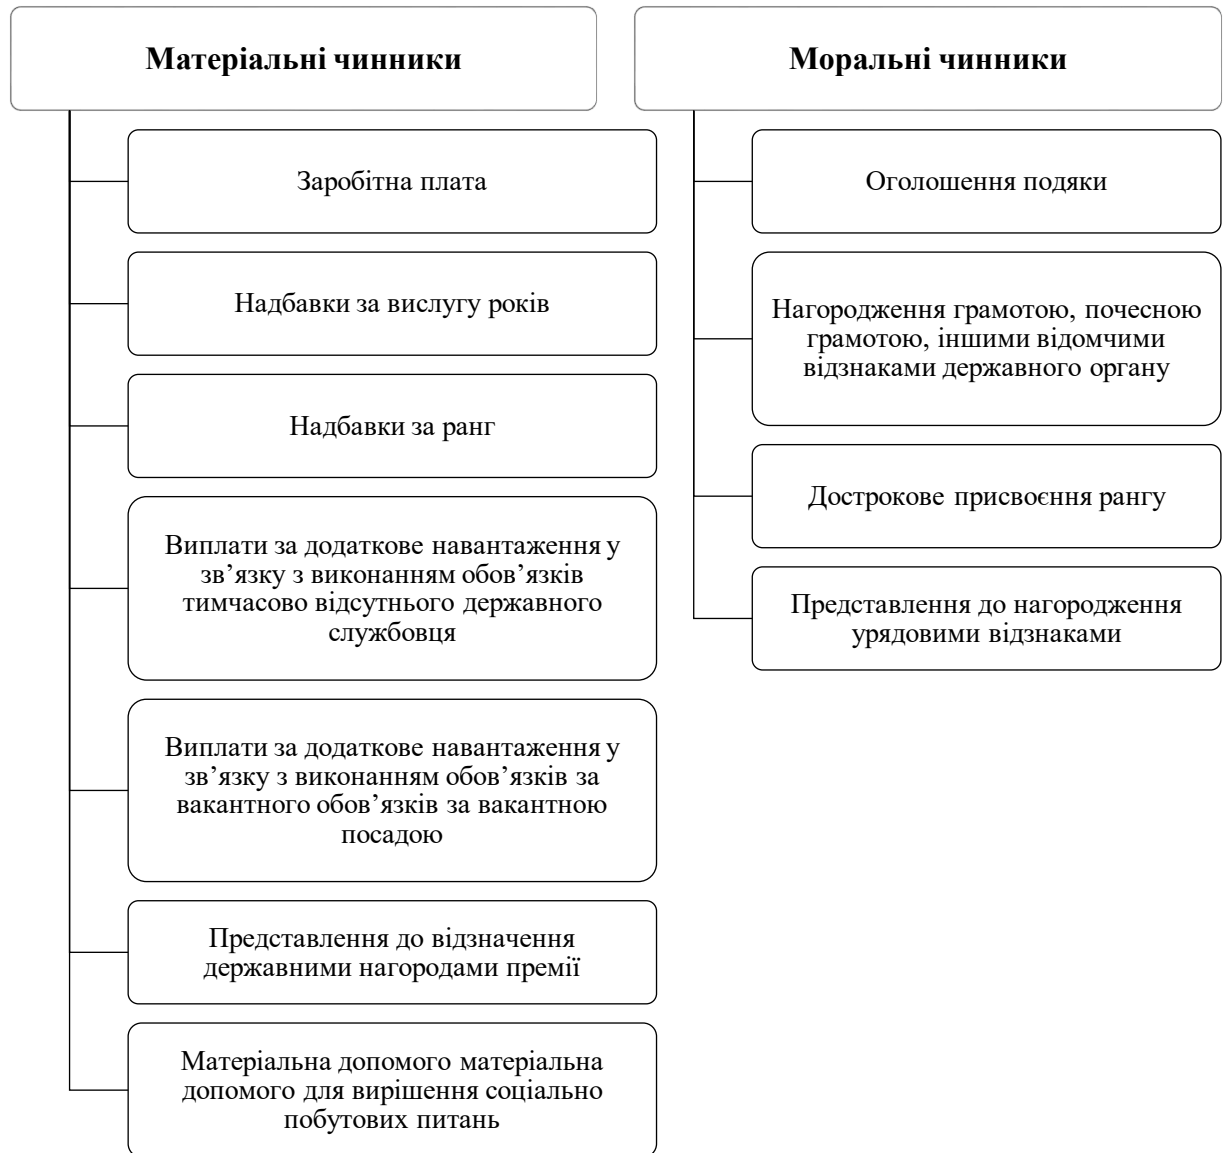 Матеріальні чинники
Заробітна плата
Надбавки за вислугу років
Надбавки за ранг
Виплати за додаткове навантаження у
зв’язку з виконанням обов’язків
тимчасово відсутнього державного
службовця
Виплати за додаткове навантаження у
зв’язку з виконанням обов’язків за
вакантного обов’язків за вакантною
посадою
Представлення до відзначення
державними нагородами премії
Матеріальна допомого матеріальна
допомого для вирішення соціально
побутових питань
Моральні чинники
Оголошення подяки
Нагородження грамотою, почесною
грамотою, іншими відомчими
відзнаками державного органу
Дострокове присвоєння рангу
Представлення до нагородження
урядовими відзнаками